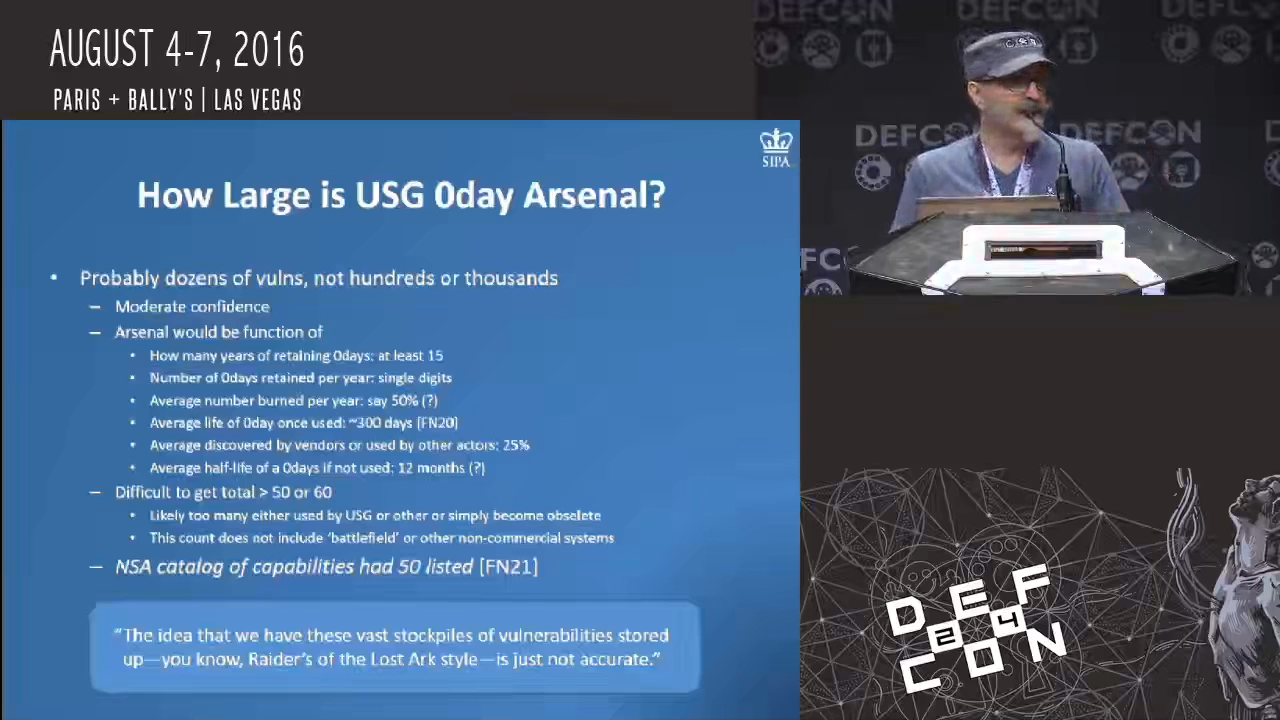 AUGUST 4-7, 2016
PARIS + BALLY'S | LAS VEGAS
SIPA
How Large is USG 0day Arsenal?
• Probably dozens of vulns, not hundreds or thousands
– Moderate confidence
– Arsenal would be function of
• How many years of retaining 0days: at least 15
• Number of 0days retained per year: single digits
• Average number burned per year: say 50% (?)
• Average life of 0day once used: ~300 days [FN20)
• Average discovered by vendors or used by other actors: 25%
• Average half-life of a 0days if not used: 12 months (?)
– Difficult to get total > 50 or 60
• Likely too many either used by USG or other or simply become obselete
• This count does not include 'battlefield' or other non-commercial systems
– NSA catalog of capabilities had 50 listed [FN21]
"The idea that we have these vast stockpiles of vulnerabilities stored
up—you know, Raider's of the Lost Ark style—is just not accurate."
DEFCON
DEFCON
DEFCON
DEFCON
DEF
24
CON